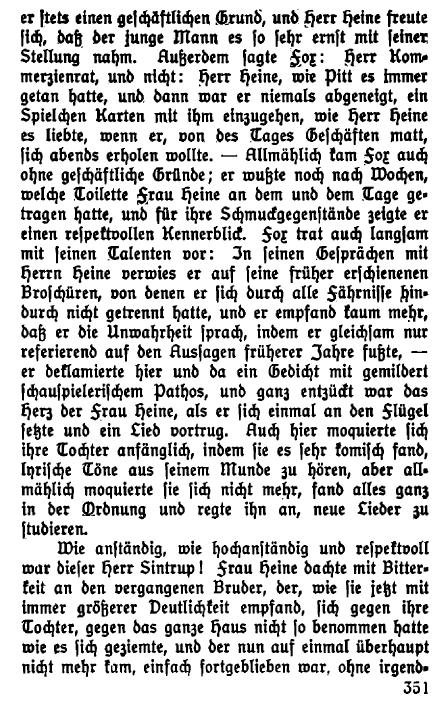 er stets einen geschäftlichen Grund, und Herr Heine freute
sich, daß der junge Mann es so sehr ernst mit seiner
Stellung nahm. Außerdem sagte Fox: Herr Kom-
merzienrat, und nicht: Herr Heine, wie Pitt es immer
getan hatte, und dann war er niemals abgeneigt, ein
Spielchen Karten mit ihm einzugehen, wie Herr Heine
es liebte, wenn er, von des Tages Geschäften matt,
sich abends erholen wollte. — Allmählich kam Fox auch
ohne geschäftliche Gründe; er wußte noch nach Wochen,
welche Toilette Frau Heine an dem und dem Tage ge-
tragen hatte, und für ihre Schmuckgegenstände zeigte er
einen respektvollen Kennerblick. Fox trat auch langsam
mit seinen Talenten vor: In seinen Gesprächen mit
Herrn Heine verwies er auf seine früher erschienenen
Broschüren, von denen er sich durch alle Fährnisse hin-
durch nicht getrennt hatte, und er empfand kaum mehr,
daß er die Unwahrheit sprach, indem er gleichsam nur
referierend auf den Aussagen früherer Jahre fußte, —
er deklamierte hier und da ein Gedicht mit gemildert
schauspielerischem Pathos, und ganz entzückt war das
Herz der Frau Heine, als er sich einmal an den Flügel
setzte und ein Lied vortrug. Auch hier moquierte sich
ihre Tochter anfänglich, indem sie es sehr komisch fand,
lyrische Töne aus seinem Munde zu hören, aber all-
mählich moquierte sie sich nicht mehr, fand alles ganz
in der Ordnung und regte ihn an, neue Lieder zu
studieren.
Wie anständig, wie hochanständig und respektvoll
war dieser Herr Sintrup! Frau Heine dachte mit Bitter-
keit an den vergangenen Bruder, der, wie sie jetzt mit
immer größerer Deutlichkeit empfand, sich gegen ihre
Tochter, gegen das ganze Haus nicht so benommen hatte
wie es sich geziemte, und der nun auf einmal überhaupt
nicht mehr kam, einfach fortgeblieben war, ohne irgend-
351